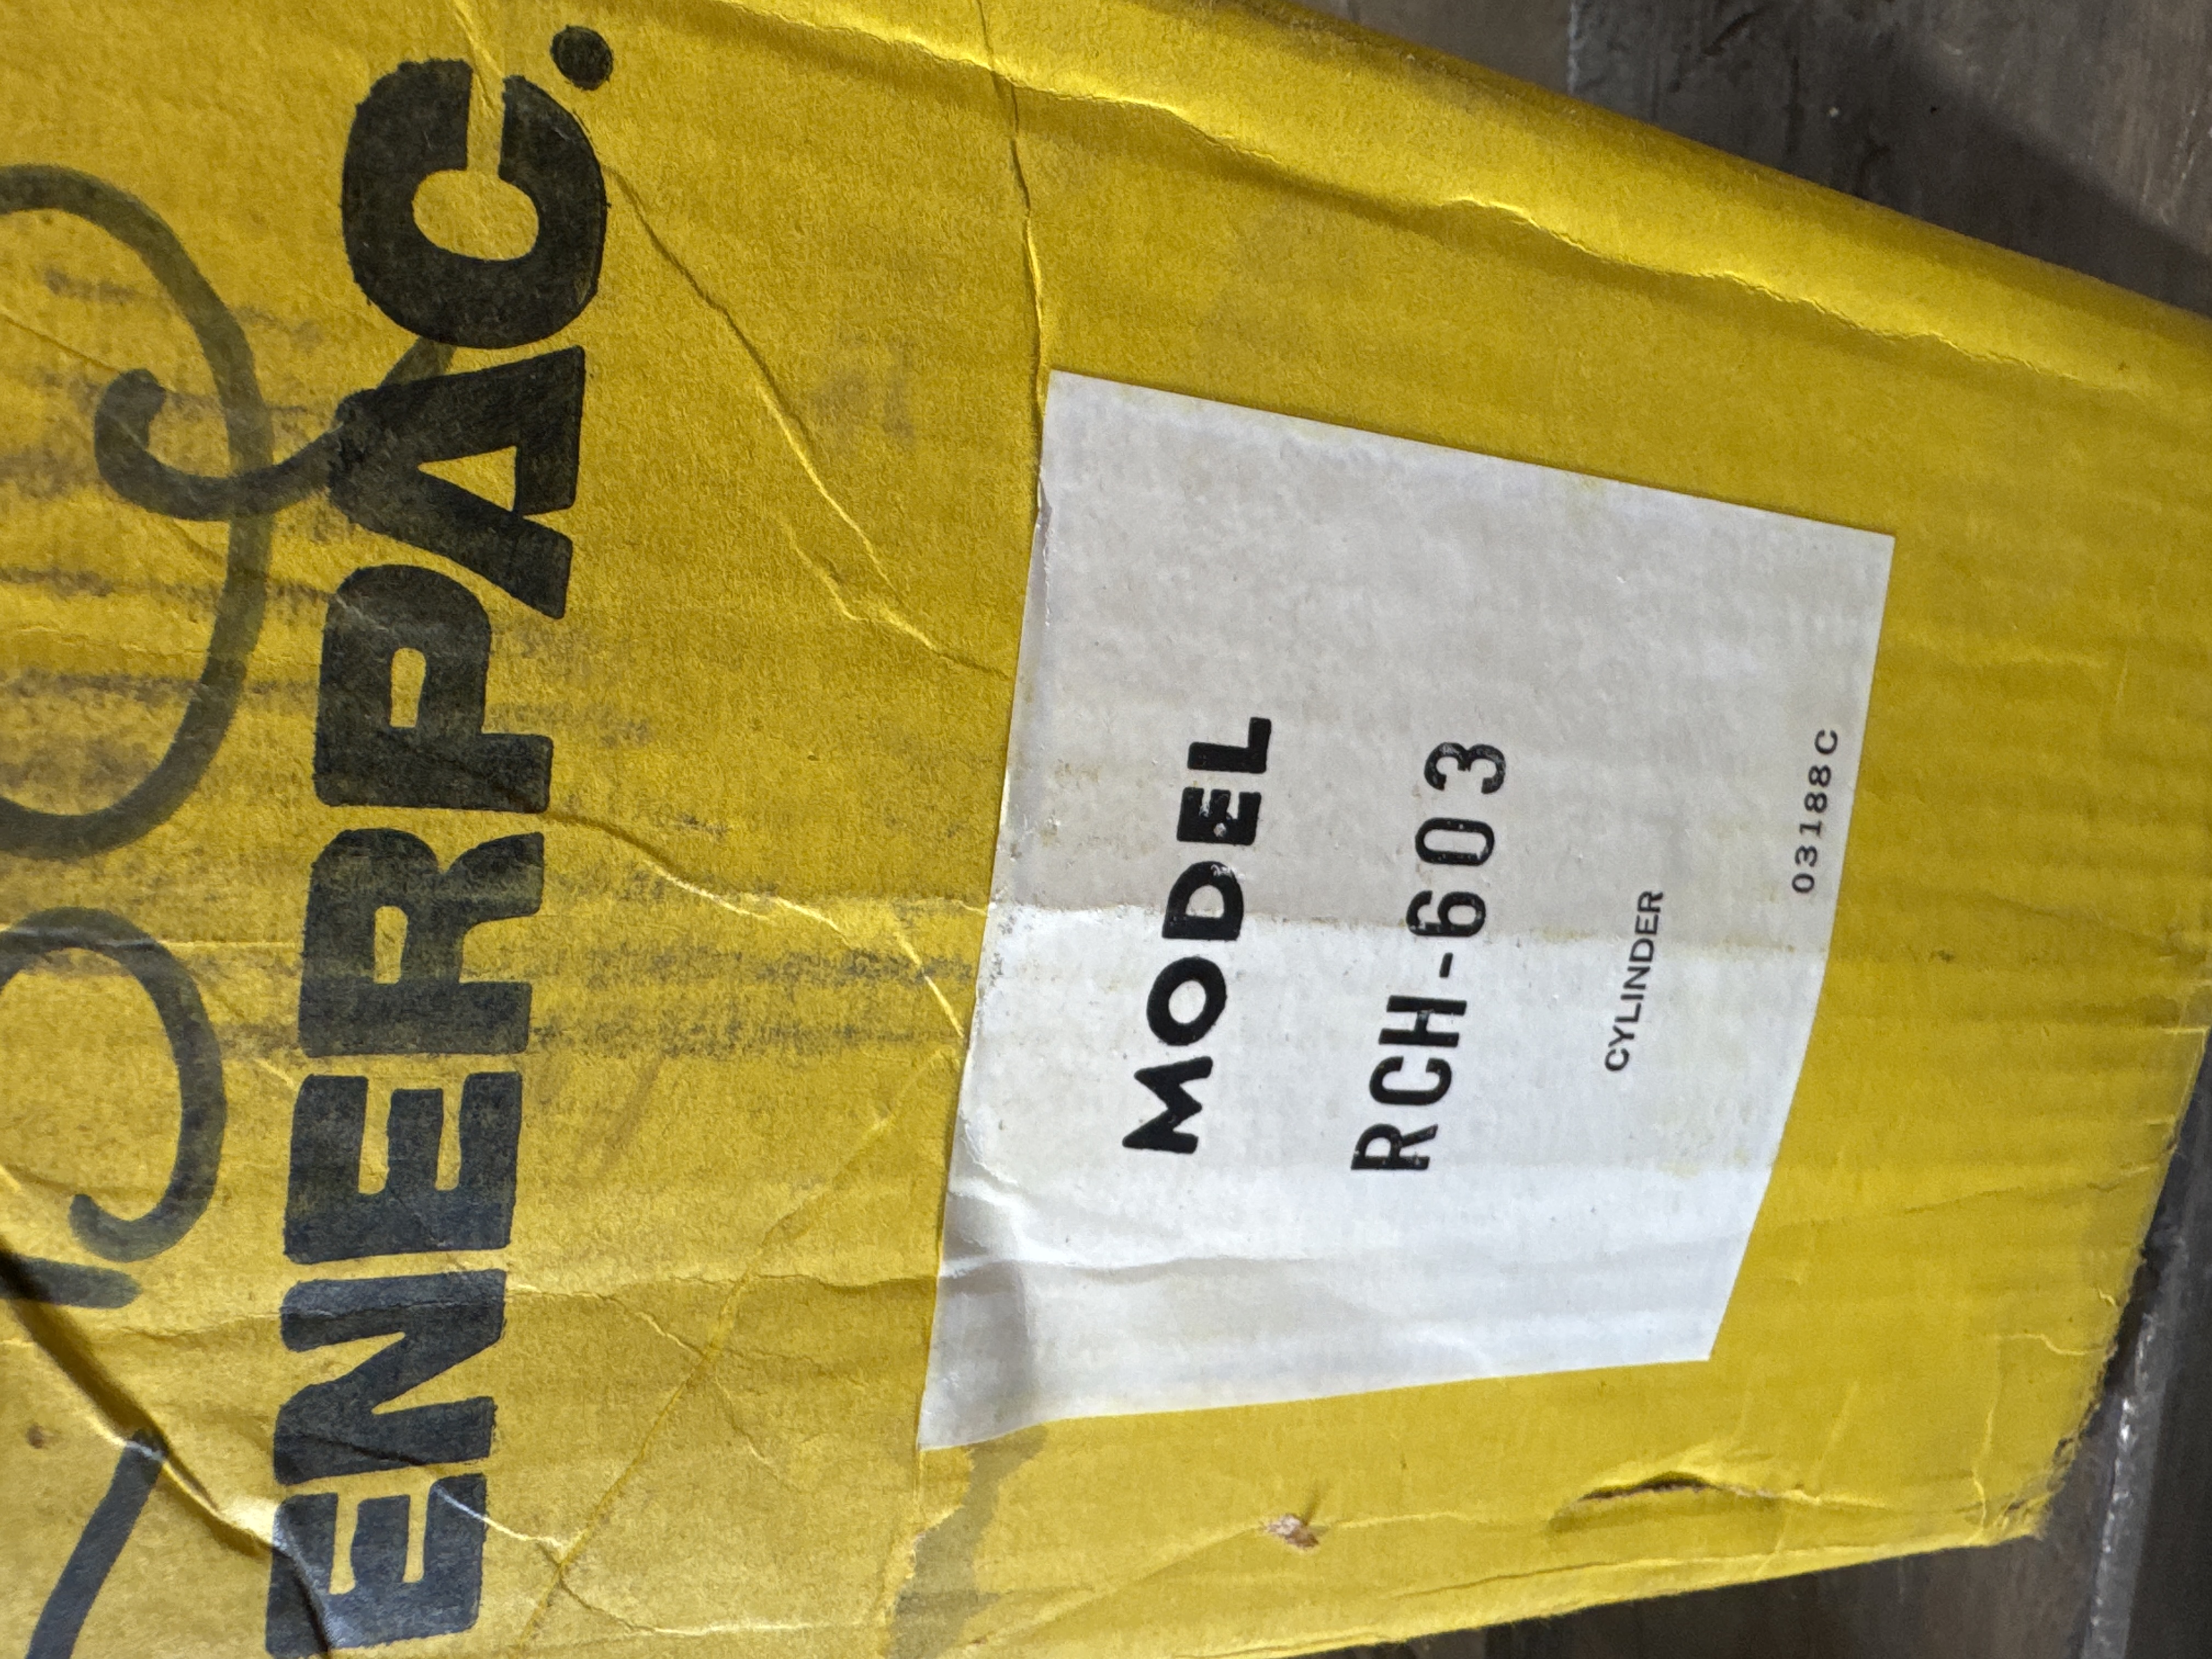 ENERPAC.
MODEL
RCH-603
CYLINDER
03188C